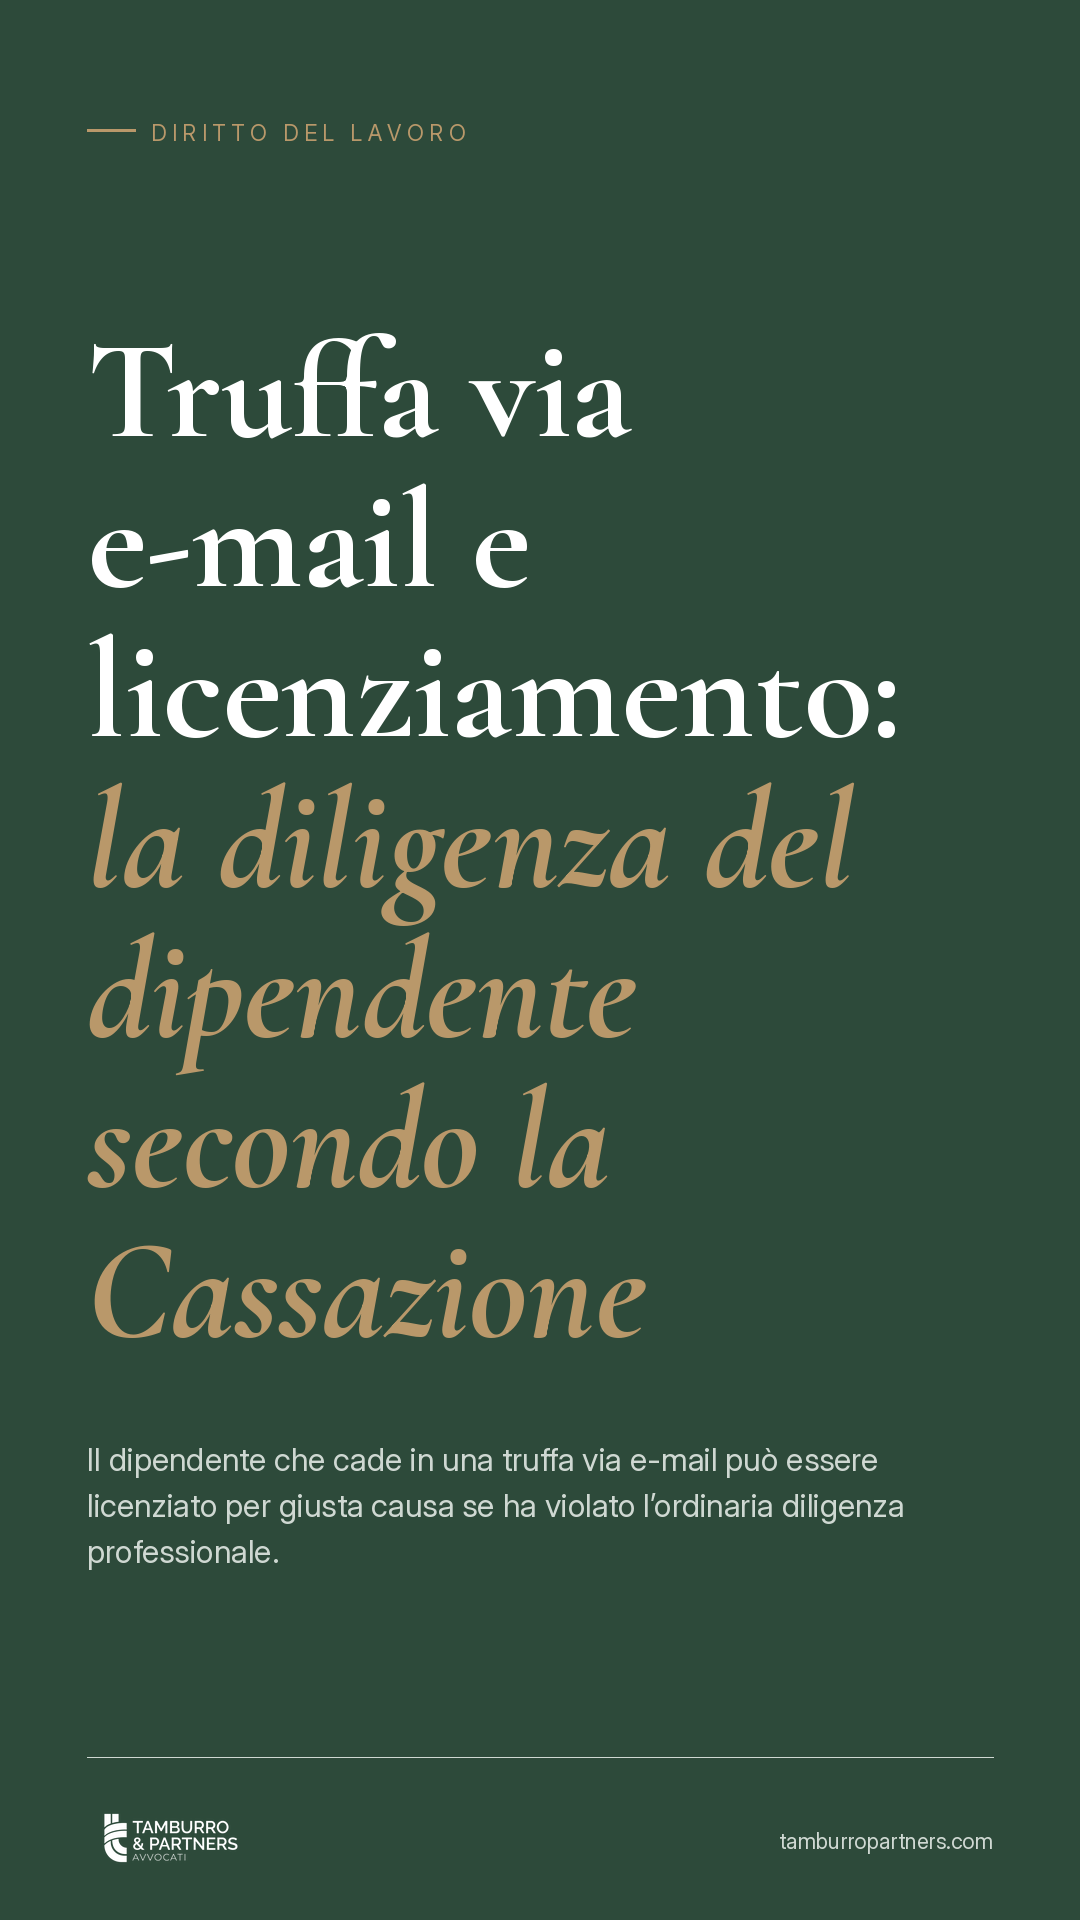 DIRITTO DEL LAVORO
Truffa via
e-mail e
licenziamento:
la diligenza del
dipendente
secondo la
Cassazione
Il dipendente che cade in una truffa via e-mail può essere
licenziato per giusta causa se ha violato l’ordinaria diligenza
professionale.
TAMBURRO
& PARTNERS
AVVOCATI
tamburropartners.com